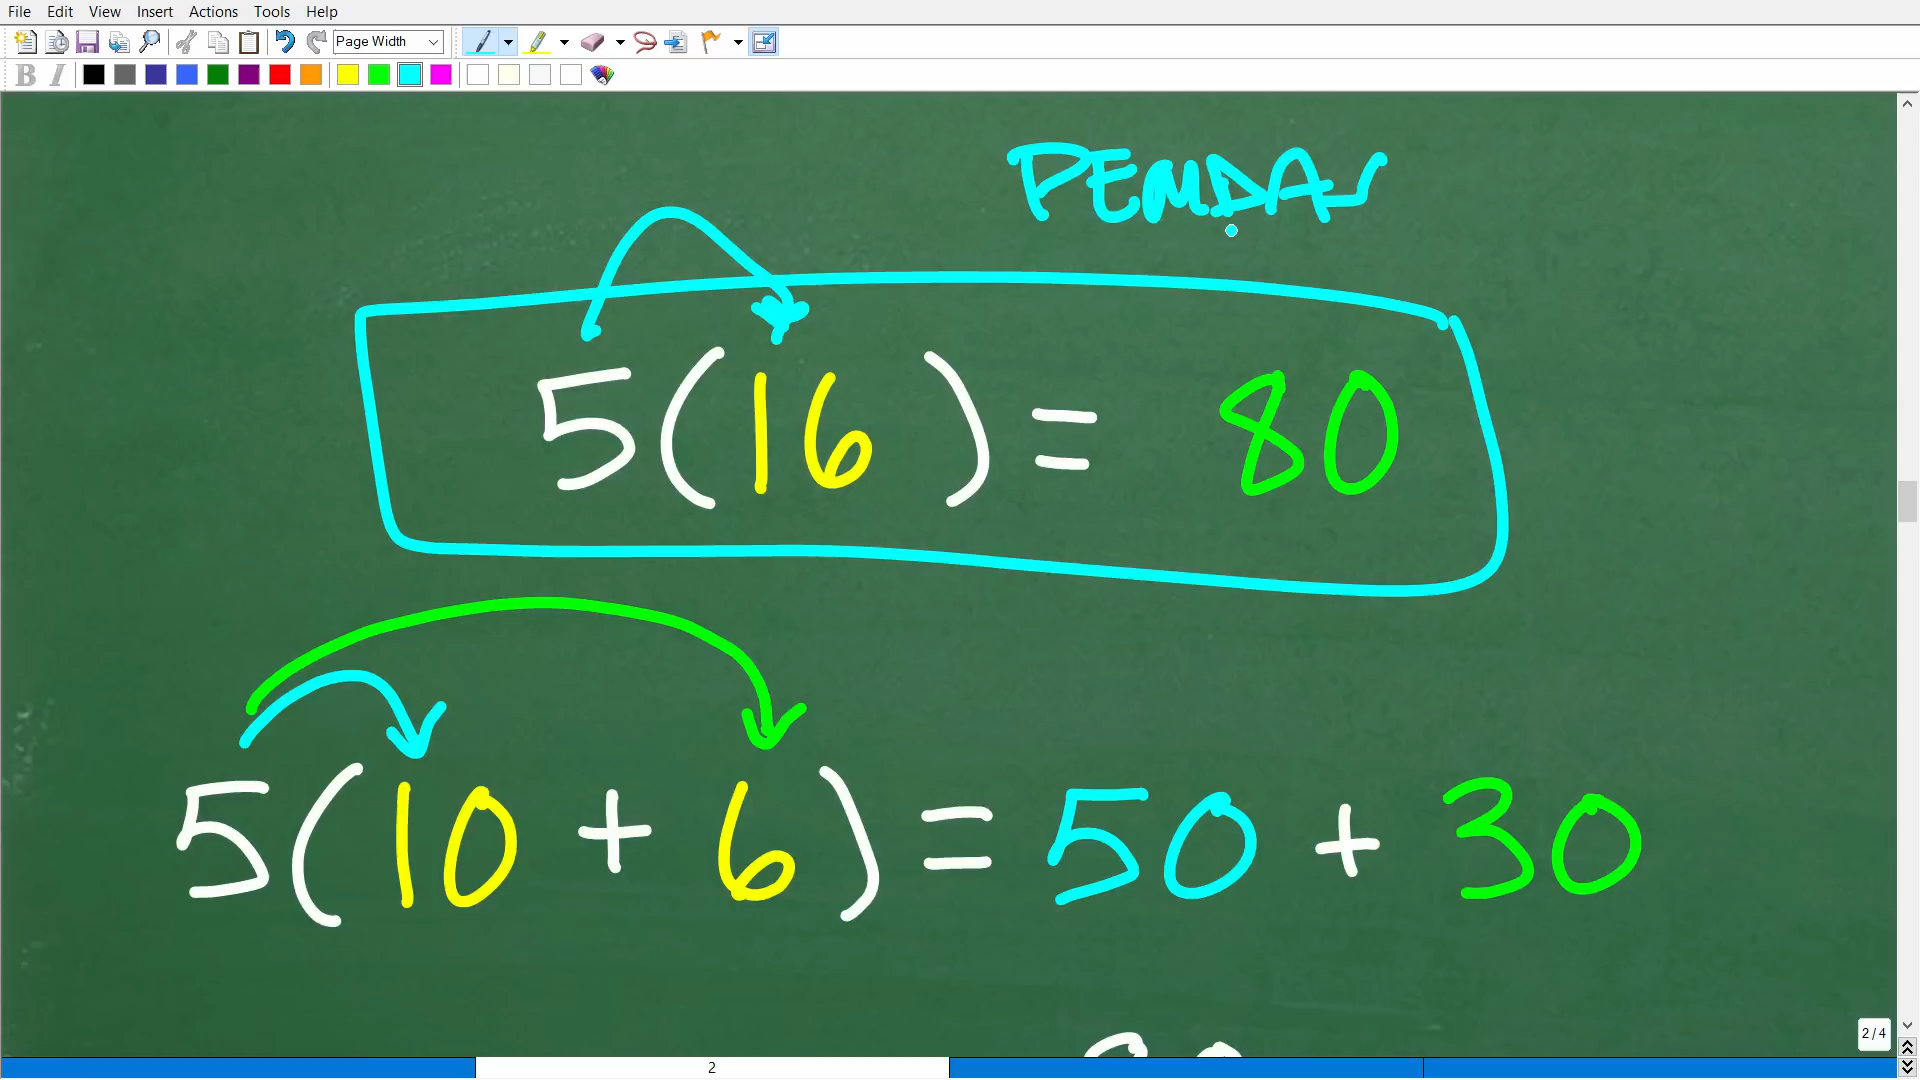 File Edit View Insert Actions Tools Help
Page Width
B I
PEMDAS
5(16) = 80
5(10 + 6) = 50 + 30
2/4
2